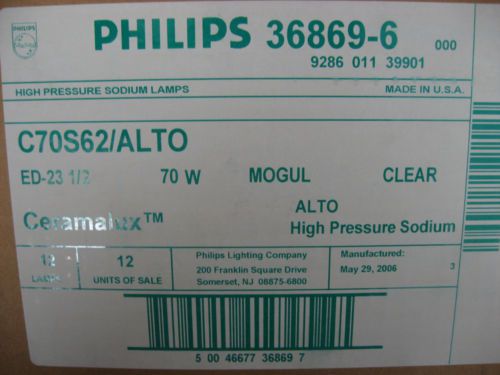 PHILIPS 36869-6 000
9286 011 39901
HIGH PRESSURE SODIUM LAMPS MADE IN U.S.A.
C70S62/ALTO
ED-23 1/2 70 W MOGUL CLEAR
Ceramalux™ ALTO
High Pressure Sodium
12 LAMPS
12 UNITS OF SALE
Philips Lighting Company
200 Franklin Square Drive
Somerset, NJ 08875-6800
Manufactured:
May 29, 2006 3
5 00 46677 36869 7